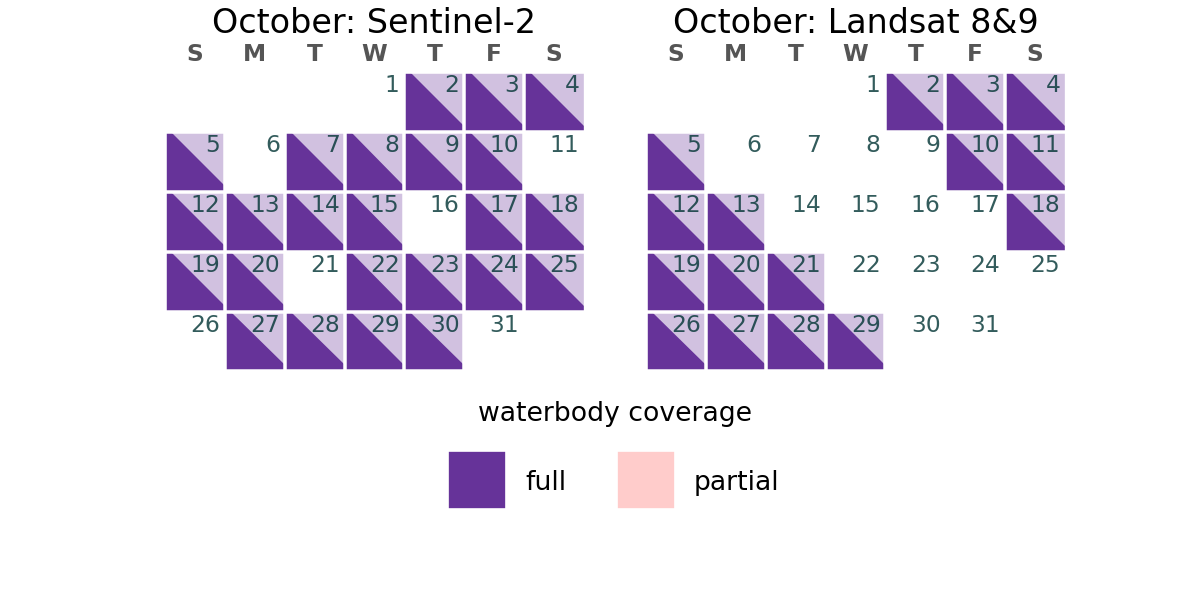 October: Sentinel-2
S M T W T F S
1 2 3 4
5 6 7 8 9 10 11
12 13 14 15 16 17 18
19 20 21 22 23 24 25
26 27 28 29 30 31
October: Landsat 8&9
S M T W T F S
1 2 3 4
5 6 7 8 9 10 11
12 13 14 15 16 17 18
19 20 21 22 23 24 25
26 27 28 29 30 31
waterbody coverage
full
partial